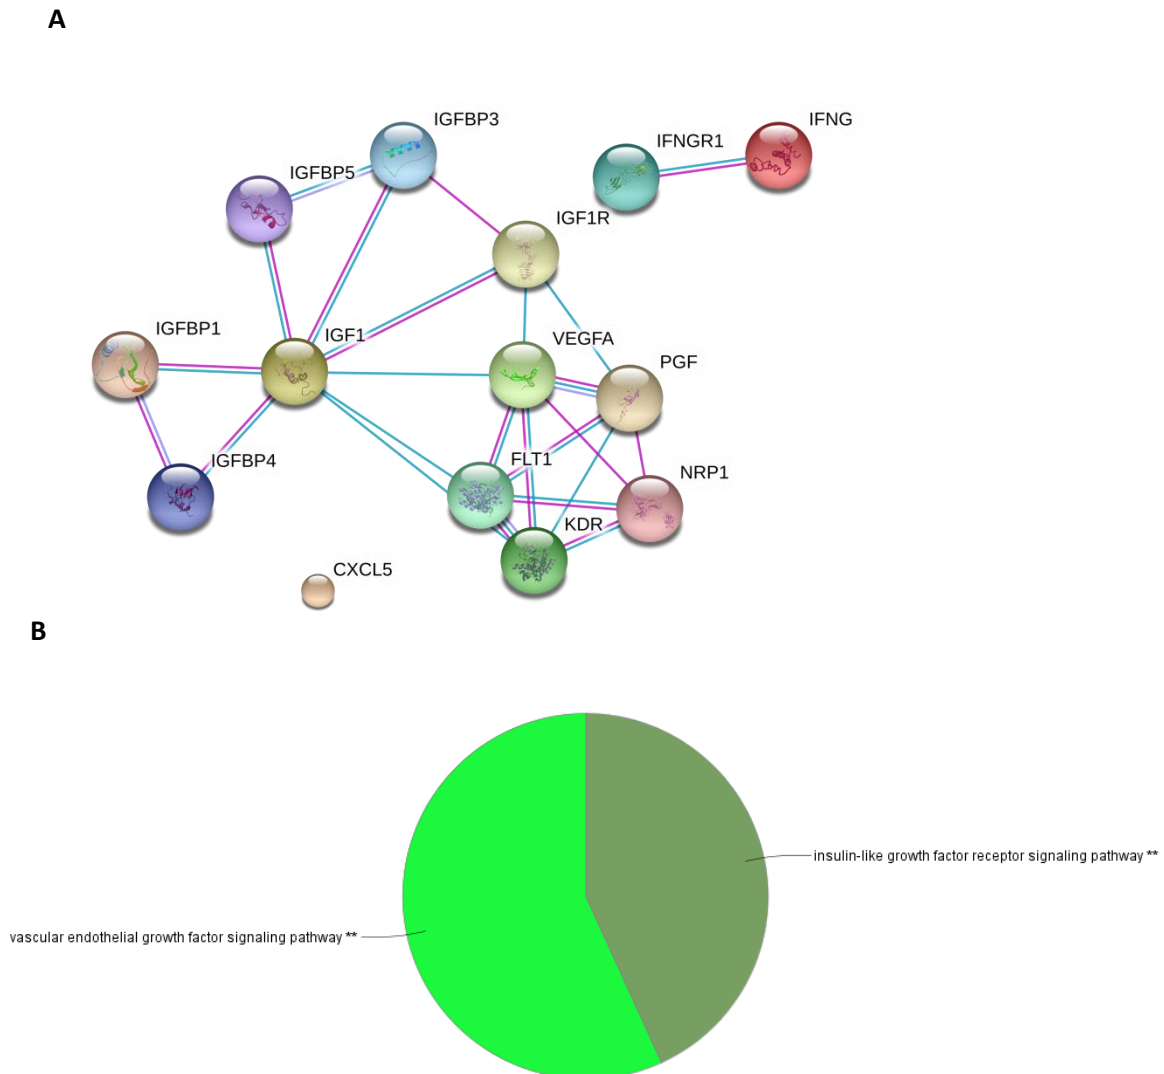 A
IGFBP3
IFNG
IFNGR1
IGFBP5
IGF1R
IGFBP1
IGF1
VEGFA
PGF
IGFBP4
FLT1
NRP1
KDR
CXCL5
B
insulin-like growth factor receptor signaling pathway **
vascular endothelial growth factor signaling pathway **